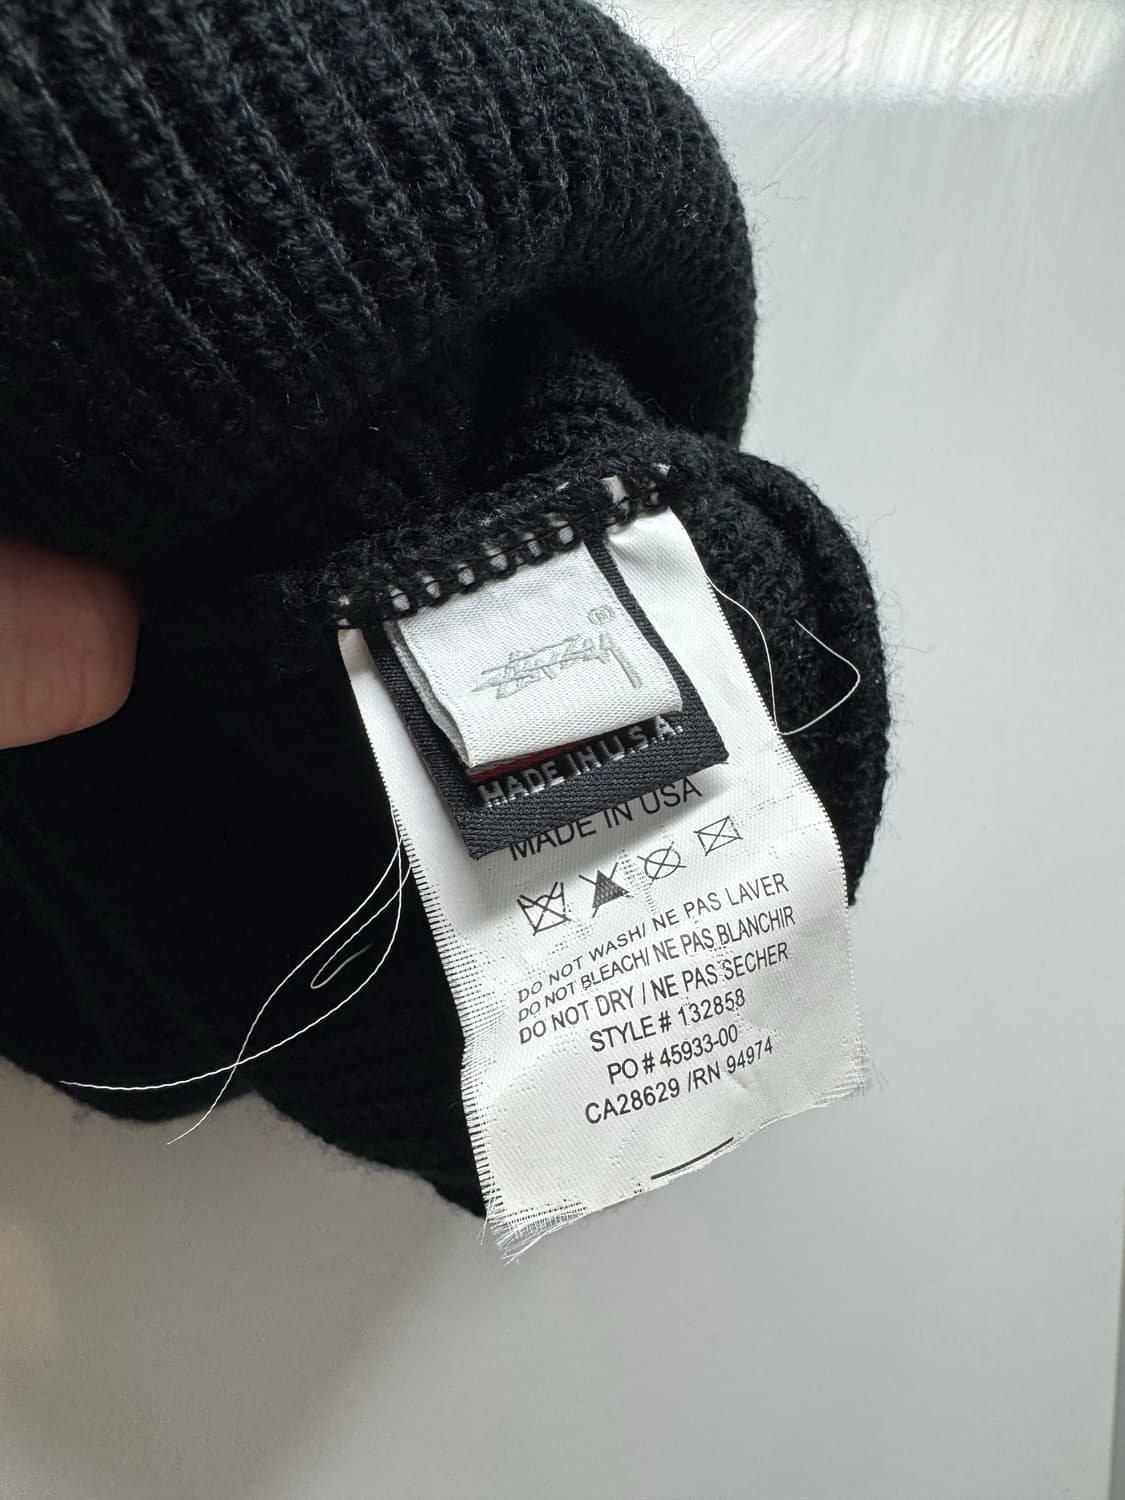 Stüssy ®
MADE IN U.S.A.
MADE IN USA
DO NOT WASH/ NE PAS LAVER
DO NOT BLEACH/ NE PAS BLANCHIR
DO NOT DRY / NE PAS SECHER
STYLE # 132858
PO # 45933-00
CA28629 /RN 94974